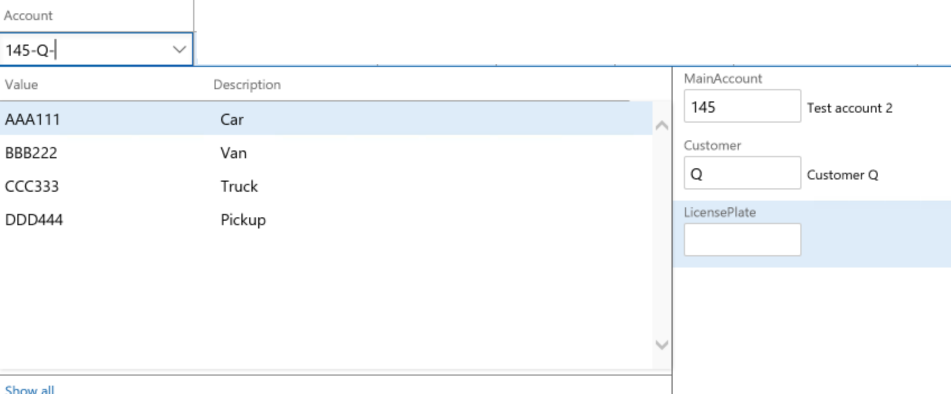 Account
145-Q-
Value Description
AAA111 Car
BBB222 Van
CCC333 Truck
DDD444 Pickup
Show all
MainAccount
145 Test account 2
Customer
Q Customer Q
LicensePlate